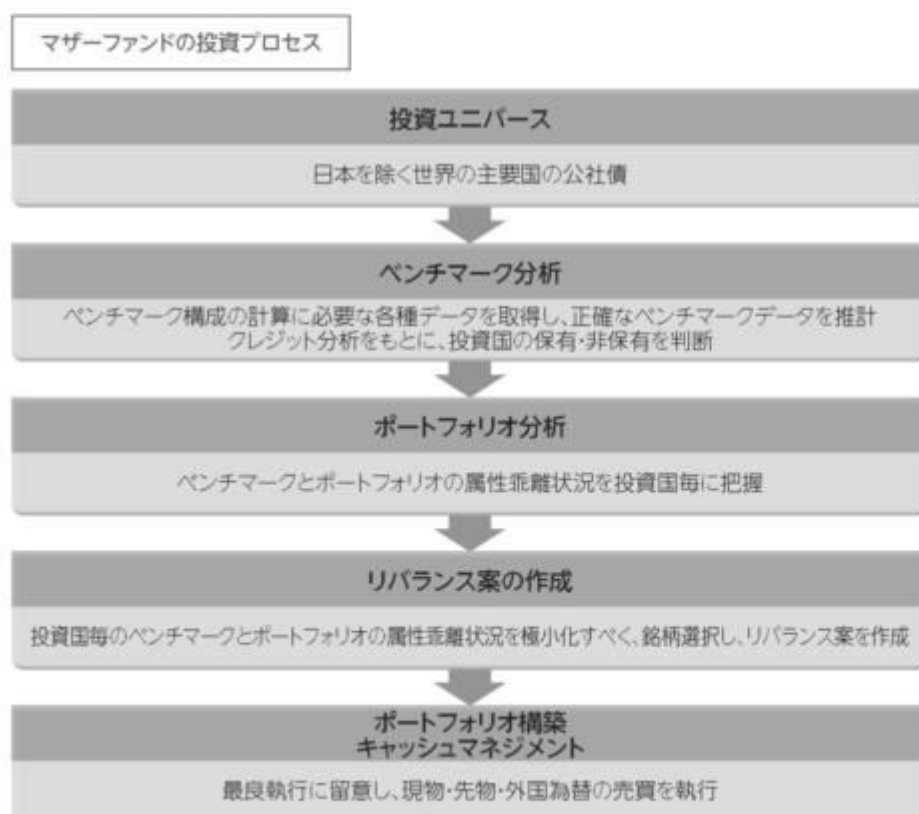 マザーファンドの投資プロセス
投資ユニバース
日本を除く世界の主要国の公社債
ベンチマーク分析
ベンチマーク構成の計算に必要な各種データを取得し、正確なベンチマークデータを推計
クレジット分析をもとに、投資国の保有・非保有を判断
ポートフォリオ分析
ベンチマークとポートフォリオの属性乖離状況を投資国毎に把握
リバランス案の作成
投資国毎のベンチマークとポートフォリオの属性乖離状況を極小化すべく、銘柄選択し、リバランス案を作成
ポートフォリオ構築
キャッシュマネジメント
最良執行に留意し、現物・先物・外国為替の売買を執行